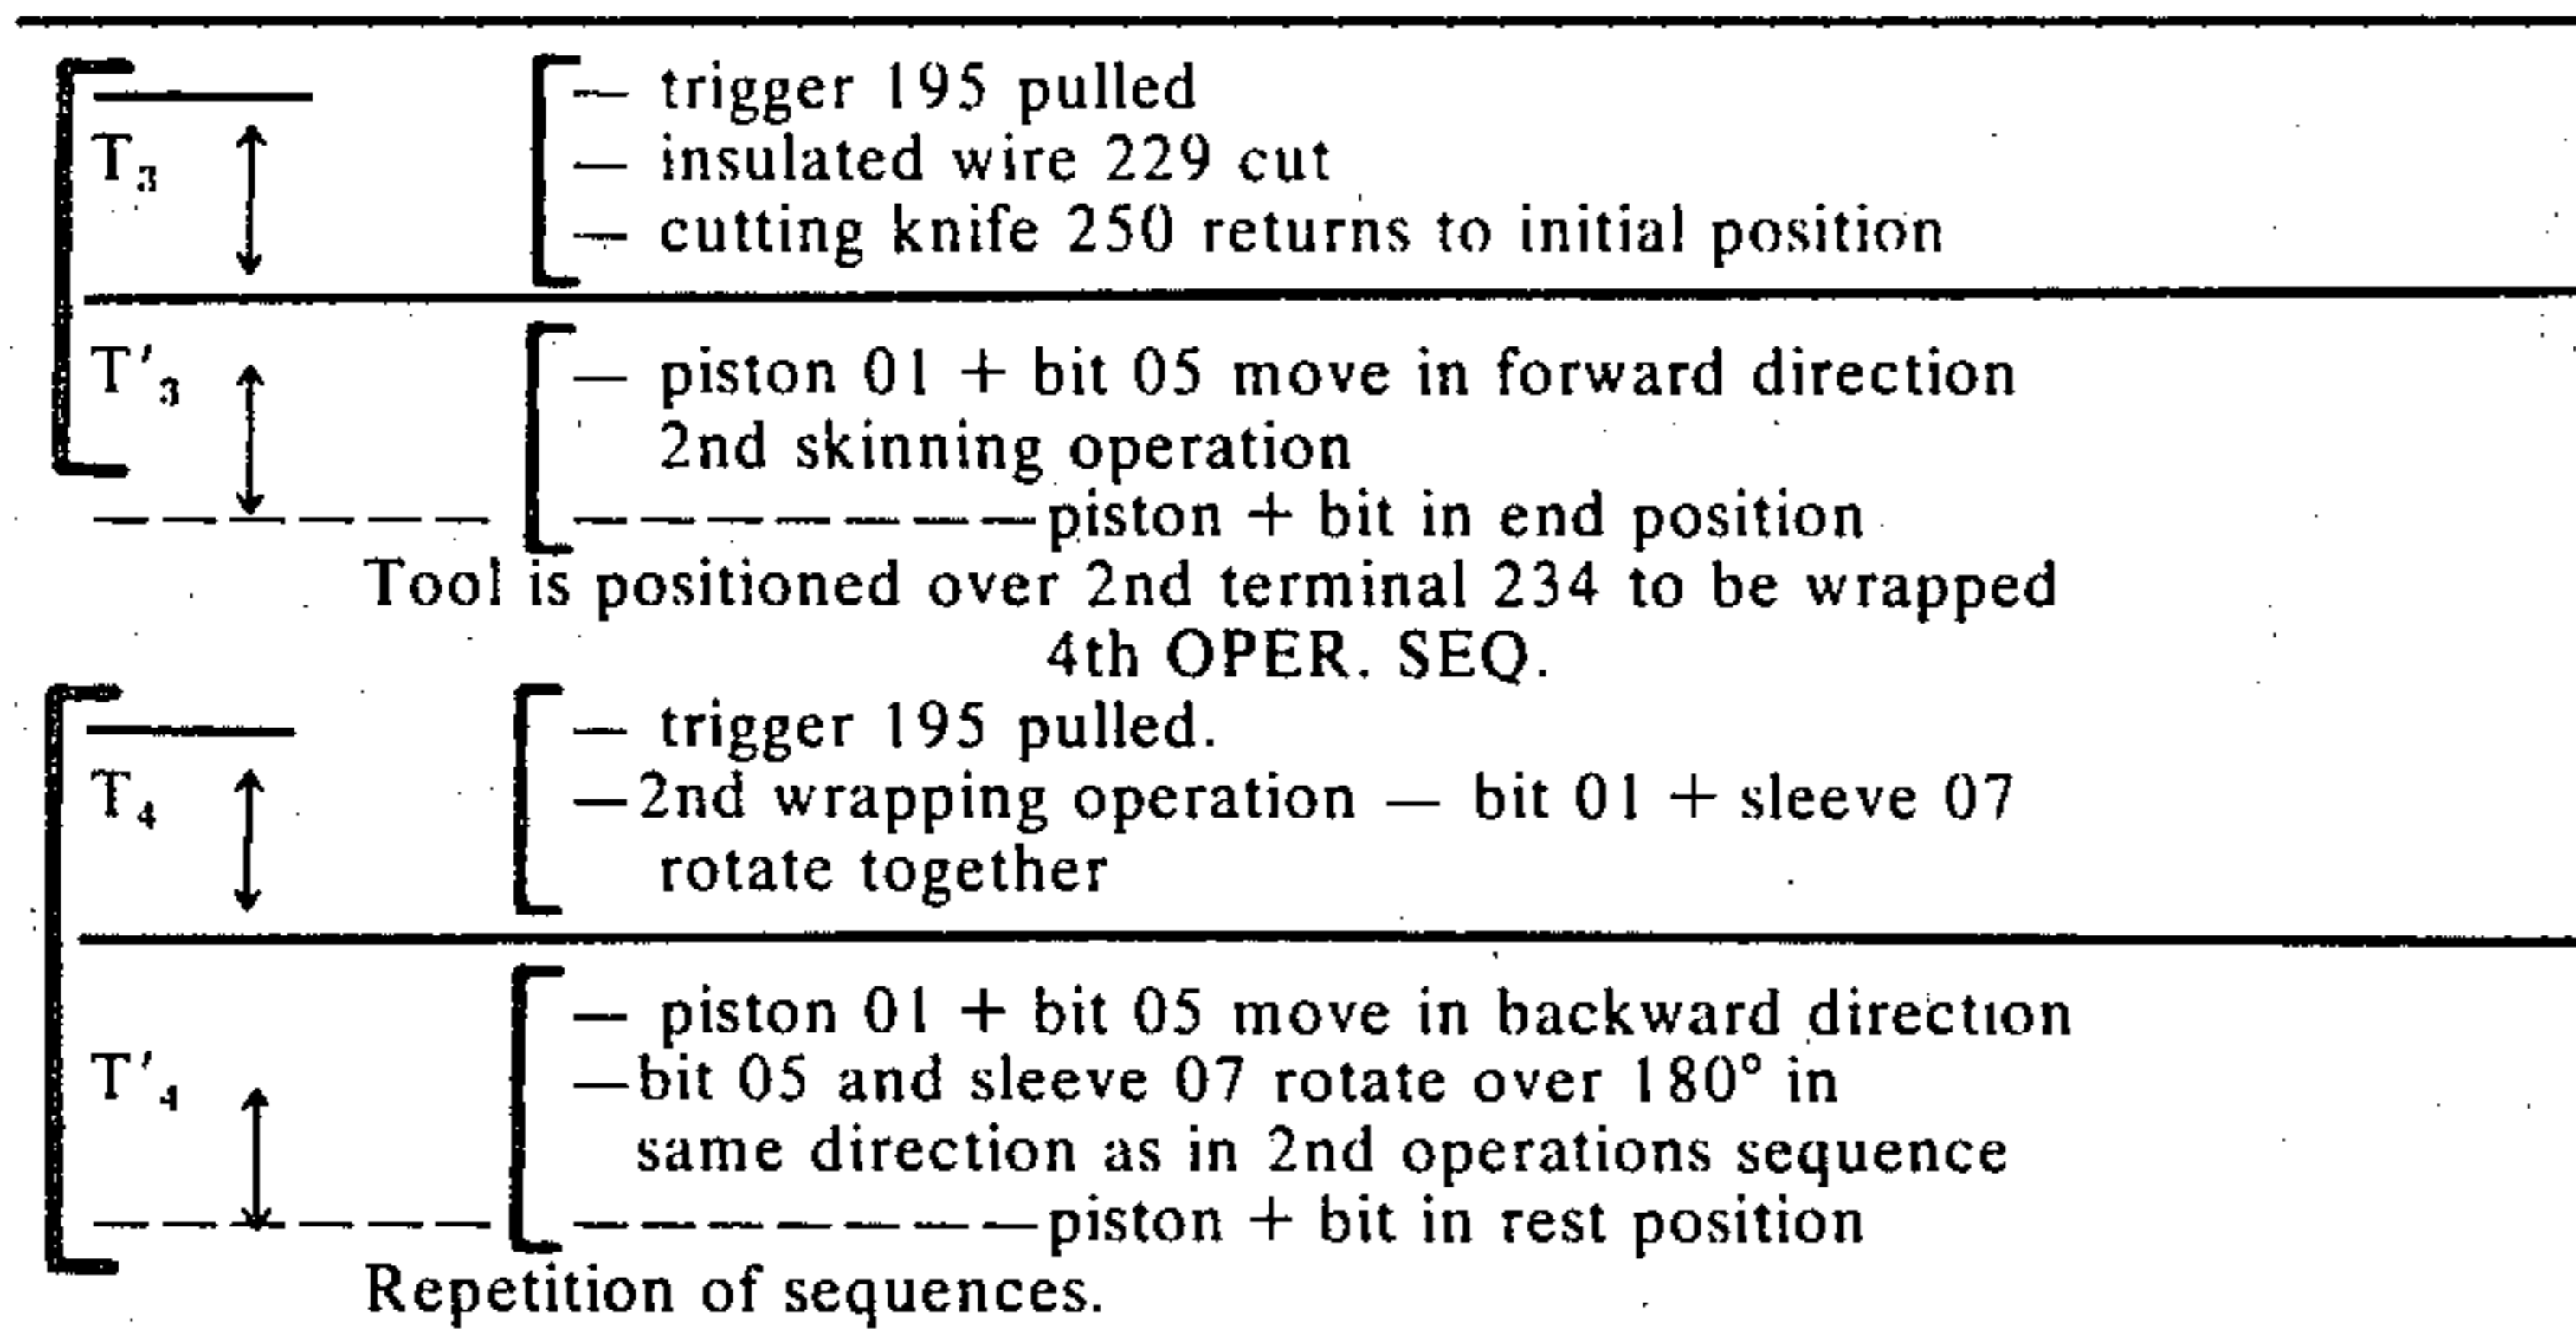 T₃ — trigger 195 pulled
— insulated wire 229 cut
— cutting knife 250 returns to initial position
T′₃ — piston 01 + bit 05 move in forward direction
2nd skinning operation
piston + bit in end position
Tool is positioned over 2nd terminal 234 to be wrapped
4th OPER. SEQ.
— trigger 195 pulled.
T₄ —2nd wrapping operation — bit 01 + sleeve 07
rotate together
— piston 01 + bit 05 move in backward direction
T′₄ —bit 05 and sleeve 07 rotate over 180° in
same direction as in 2nd operations sequence
piston + bit in rest position
Repetition of sequences.